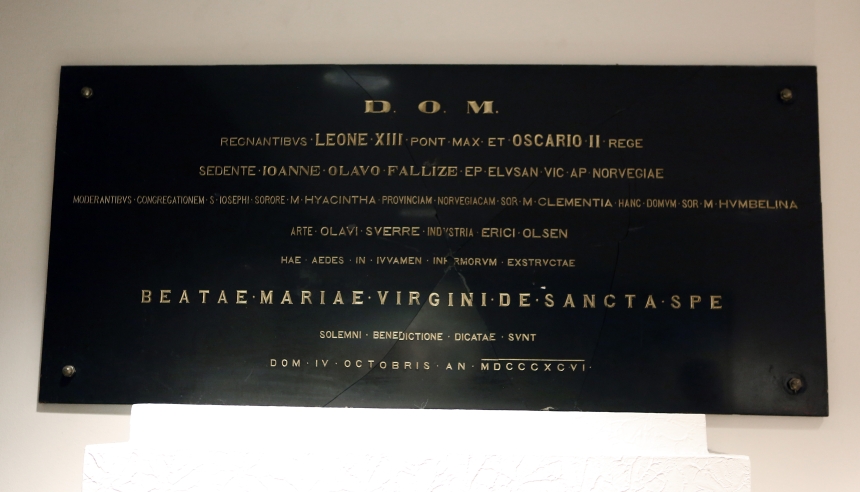 D. O. M.
REGNANTIBVS · LEONE · XIII · PONT · MAX · ET · OSCARIO · II · REGE
SEDENTE · IOANNE · OLAVO · FALLIZE · EP · ELVSAN · VIC · AP · NORVEGIAE
MODERANTIBVS · CONGREGATIONEM · S · IOSEPHI · SORORE · M · HYACINTHA · PROVINCIAM · NORVEGIACAM · SOR · M · CLEMENTIA · HANC · DOMVM · SOR · M · HVMBELINA
ARTE · OLAVI · SVERRE · INDVSTRIA · ERICI · OLSEN
HAE · AEDES · IN · IVVAMEN · INFIRMORVM · EXSTRVCTAE
BEATAE · MARIAE · VIRGINI · DE · SANCTA · SPE
SOLEMNI · BENEDICTIONE · DICATAE · SVNT
DOM · IV · OCTOBRIS · AN · MDCCCXCVI ·